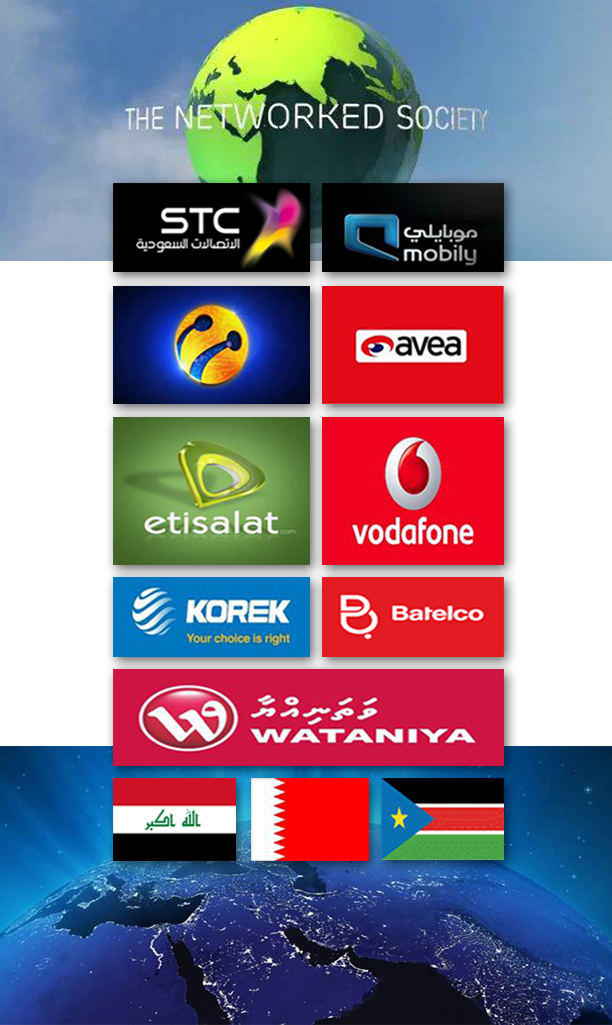 THE NETWORKED SOCIETY
STC
الاتصالات السعودية
موبايلي
mobily
avea
etisalat.com
vodafone
KOREK
Your choice is right
Batelco
ވަތަނިއްޔާ
WATANIYA
الله اكبر